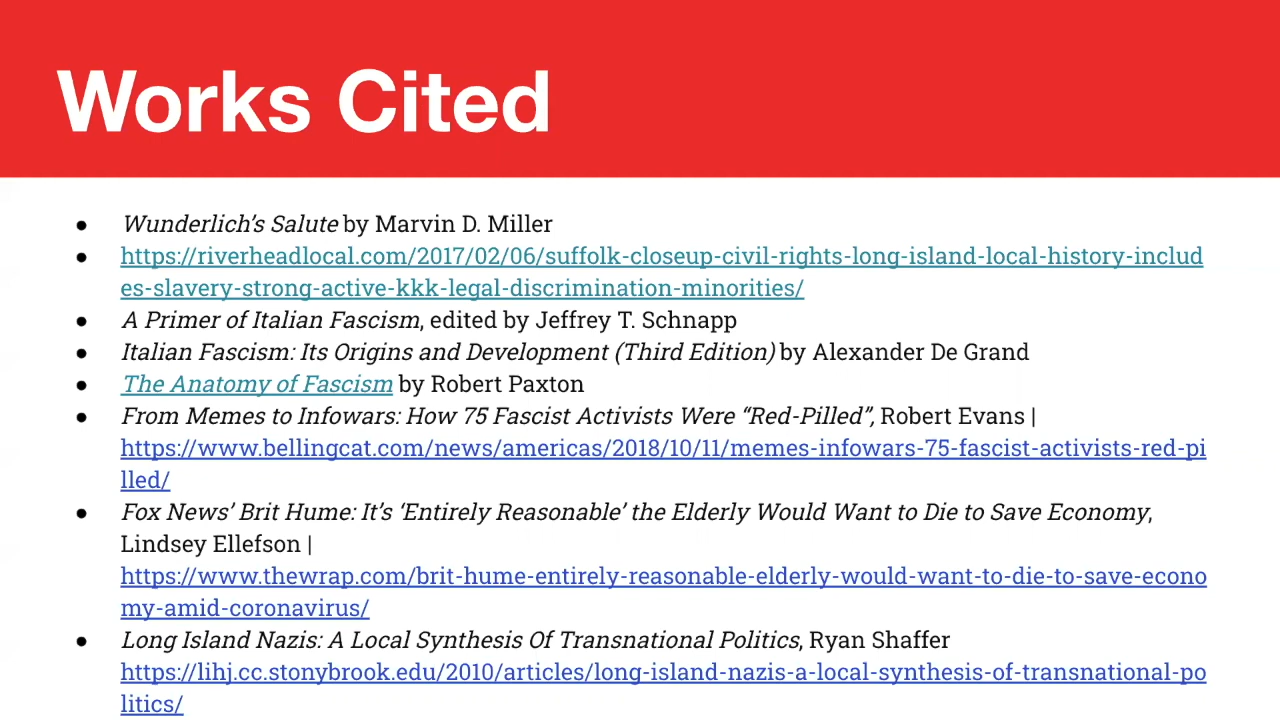 Works Cited
● Wunderlich’s Salute by Marvin D. Miller
● https://riverheadlocal.com/2017/02/06/suffolk-closeup-civil-rights-long-island-local-history-includ
es-slavery-strong-active-kkk-legal-discrimination-minorities/
● A Primer of Italian Fascism, edited by Jeffrey T. Schnapp
● Italian Fascism: Its Origins and Development (Third Edition) by Alexander De Grand
● The Anatomy of Fascism by Robert Paxton
● From Memes to Infowars: How 75 Fascist Activists Were “Red-Pilled”, Robert Evans |
https://www.bellingcat.com/news/americas/2018/10/11/memes-infowars-75-fascist-activists-red-pi
lled/
● Fox News’ Brit Hume: It’s ‘Entirely Reasonable’ the Elderly Would Want to Die to Save Economy,
Lindsey Ellefson |
https://www.thewrap.com/brit-hume-entirely-reasonable-elderly-would-want-to-die-to-save-econo
my-amid-coronavirus/
● Long Island Nazis: A Local Synthesis Of Transnational Politics, Ryan Shaffer
https://lihj.cc.stonybrook.edu/2010/articles/long-island-nazis-a-local-synthesis-of-transnational-po
litics/